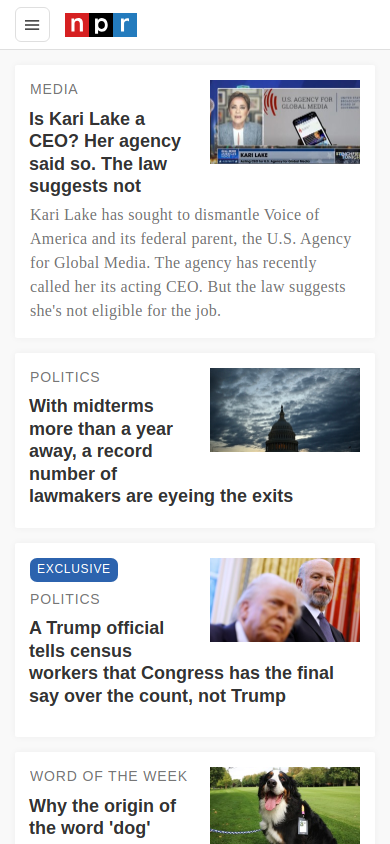 npr
MEDIA
Is Kari Lake a
CEO? Her agency
said so. The law
suggests not
U.S. AGENCY FOR
GLOBAL MEDIA
KARI LAKE
Kari Lake has sought to dismantle Voice of
America and its federal parent, the U.S. Agency
for Global Media. The agency has recently
called her its acting CEO. But the law suggests
she's not eligible for the job.
POLITICS
With midterms
more than a year
away, a record
number of
lawmakers are eyeing the exits
EXCLUSIVE
POLITICS
A Trump official
tells census
workers that Congress has the final
say over the count, not Trump
WORD OF THE WEEK
Why the origin of
the word 'dog'